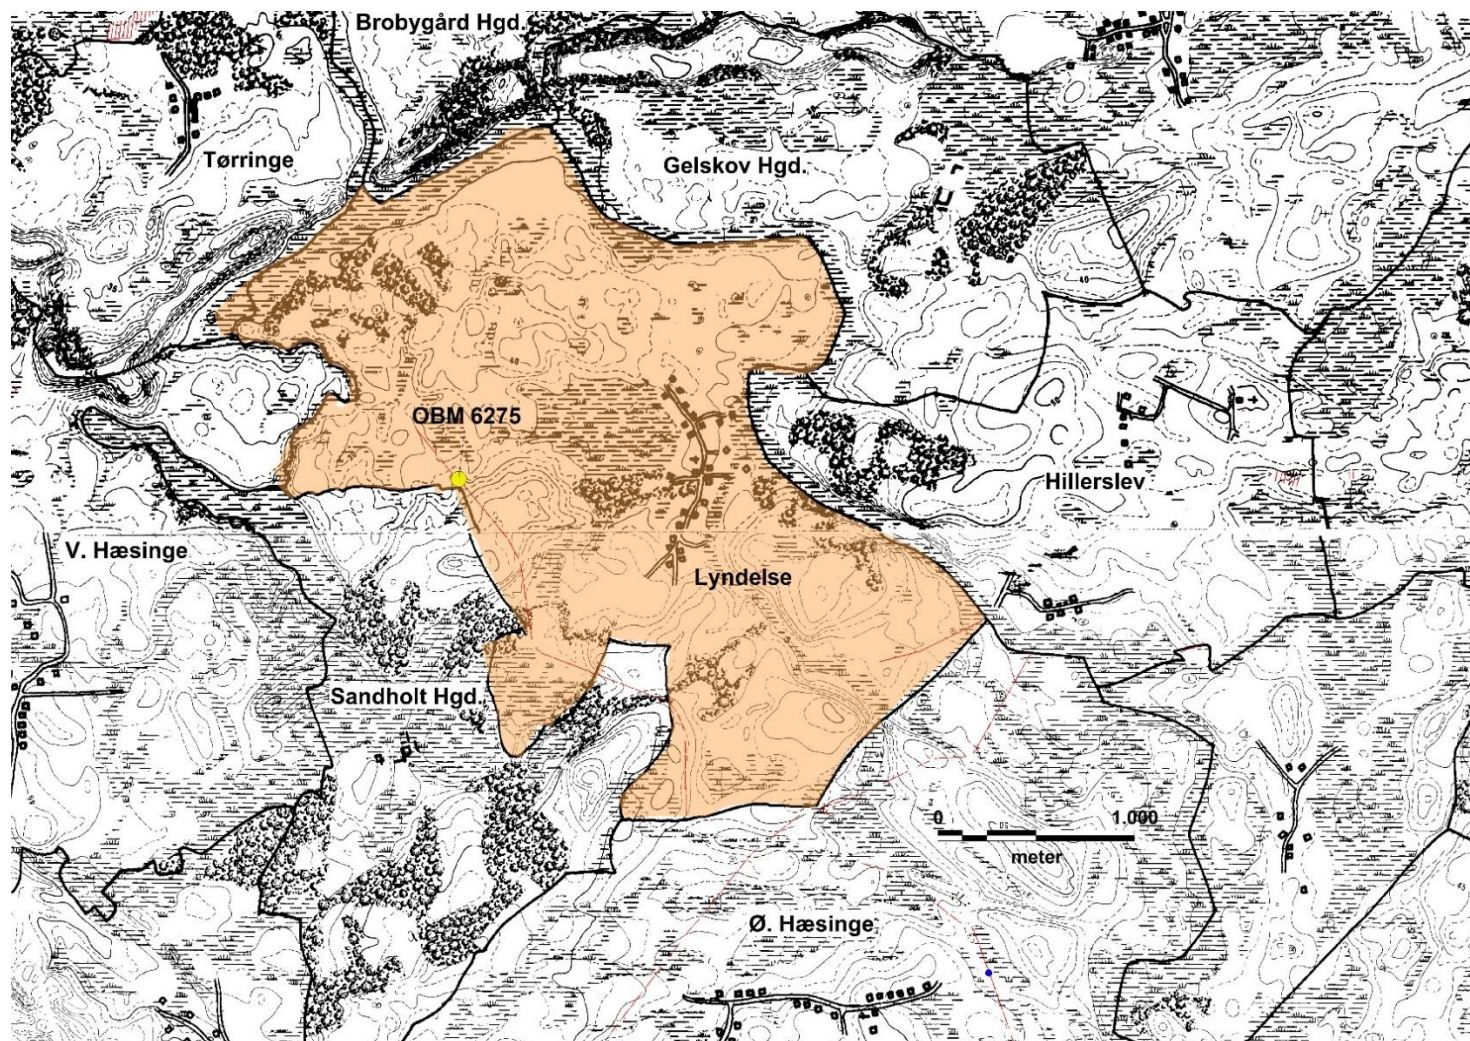 Brobygård Hgd.
Tørringe
Gelskov Hgd.
OBM 6275
Hillerslev
V. Hæsinge
Lyndelse
Sandholt Hgd.
0 1.000
meter
Ø. Hæsinge